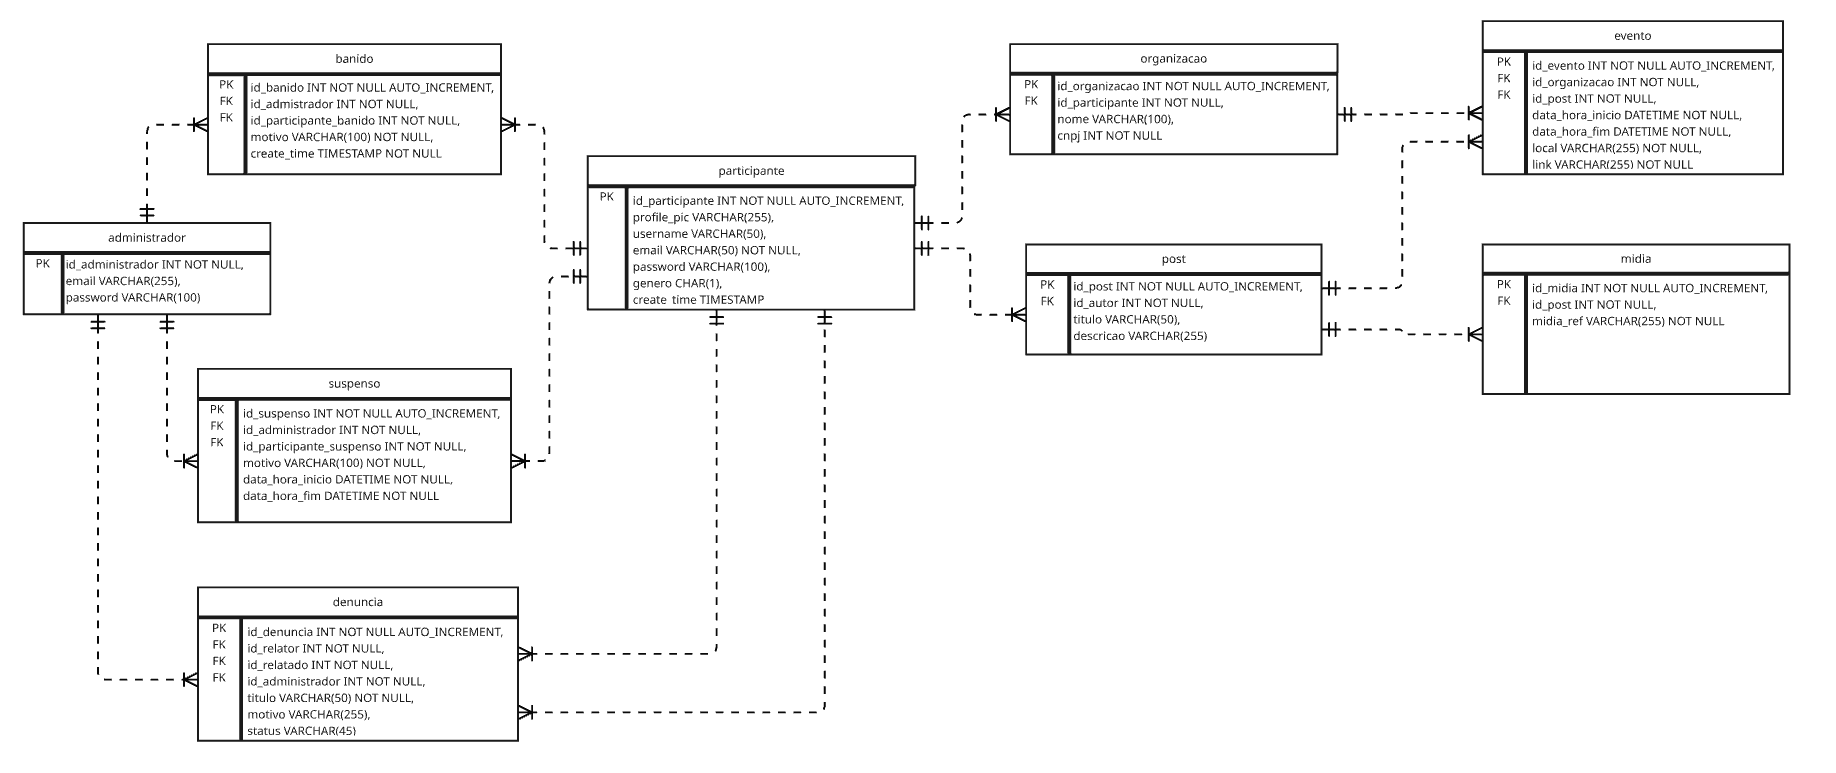 banido
PK
FK
FK
id_banido INT NOT NULL AUTO_INCREMENT,
id_admistrador INT NOT NULL,
id_participante_banido INT NOT NULL,
motivo VARCHAR(100) NOT NULL,
create_time TIMESTAMP NOT NULL
administrador
PK
id_administrador INT NOT NULL,
email VARCHAR(255),
password VARCHAR(100)
suspenso
PK
FK
FK
id_suspenso INT NOT NULL AUTO_INCREMENT,
id_administrador INT NOT NULL,
id_participante_suspenso INT NOT NULL,
motivo VARCHAR(100) NOT NULL,
data_hora_inicio DATETIME NOT NULL,
data_hora_fim DATETIME NOT NULL
denuncia
PK
FK
FK
FK
id_denuncia INT NOT NULL AUTO_INCREMENT,
id_relator INT NOT NULL,
id_relatado INT NOT NULL,
id_administrador INT NOT NULL,
titulo VARCHAR(50) NOT NULL,
motivo VARCHAR(255),
status VARCHAR(45)
participante
PK
id_participante INT NOT NULL AUTO_INCREMENT,
profile_pic VARCHAR(255),
username VARCHAR(50),
email VARCHAR(50) NOT NULL,
password VARCHAR(100),
genero CHAR(1),
create_time TIMESTAMP
organizacao
PK
FK
id_organizacao INT NOT NULL AUTO_INCREMENT,
id_participante INT NOT NULL,
nome VARCHAR(100),
cnpj INT NOT NULL
post
PK
FK
id_post INT NOT NULL AUTO_INCREMENT,
id_autor INT NOT NULL,
titulo VARCHAR(50),
descricao VARCHAR(255)
evento
PK
FK
FK
id_evento INT NOT NULL AUTO_INCREMENT,
id_organizacao INT NOT NULL,
id_post INT NOT NULL,
data_hora_inicio DATETIME NOT NULL,
data_hora_fim DATETIME NOT NULL,
local VARCHAR(255) NOT NULL,
link VARCHAR(255) NOT NULL
midia
PK
FK
id_midia INT NOT NULL AUTO_INCREMENT,
id_post INT NOT NULL,
midia_ref VARCHAR(255) NOT NULL